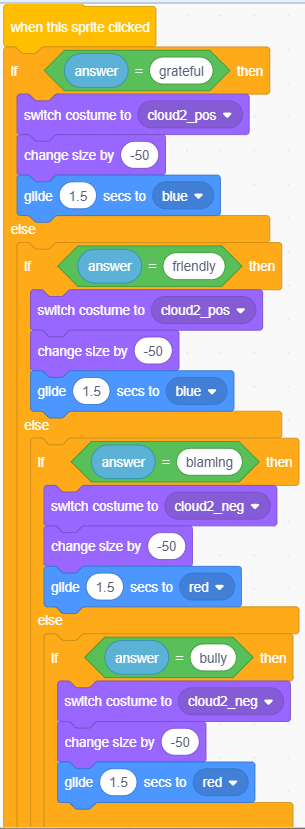 when this sprite clicked
if answer = grateful then
switch costume to cloud2_pos
change size by -50
glide 1.5 secs to blue
else
if answer = friendly then
switch costume to cloud2_pos
change size by -50
glide 1.5 secs to blue
else
if answer = blaming then
switch costume to cloud2_neg
change size by -50
glide 1.5 secs to red
else
if answer = bully then
switch costume to cloud2_neg
change size by -50
glide 1.5 secs to red